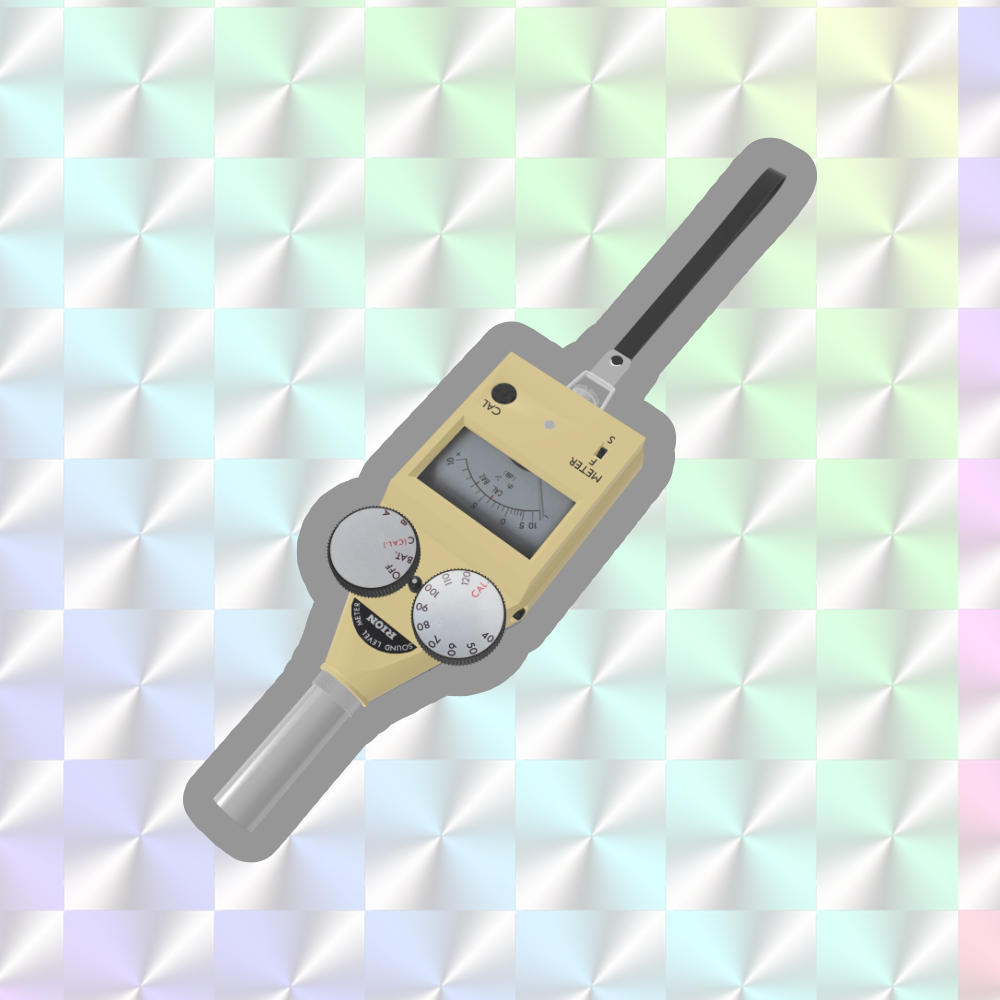 CAL
S
F
METER
-10
5
0
5 10
CAL BAT
(dB)
A
B
C(CAL.)
BAT.
OFF
CAL
120
110
100
90
80
70
60
50
40
RION
SOUND LEVEL METER